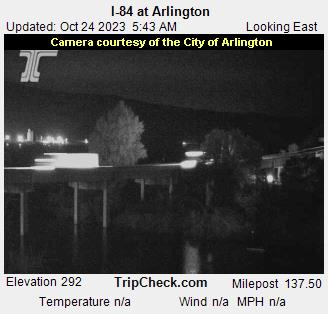 I-84 at Arlington
Updated: Oct 24 2023 5:43 AM Looking East
Camera courtesy of the City of Arlington
Elevation 292 TripCheck.com Milepost 137.50
Temperature n/a Wind n/a MPH n/a